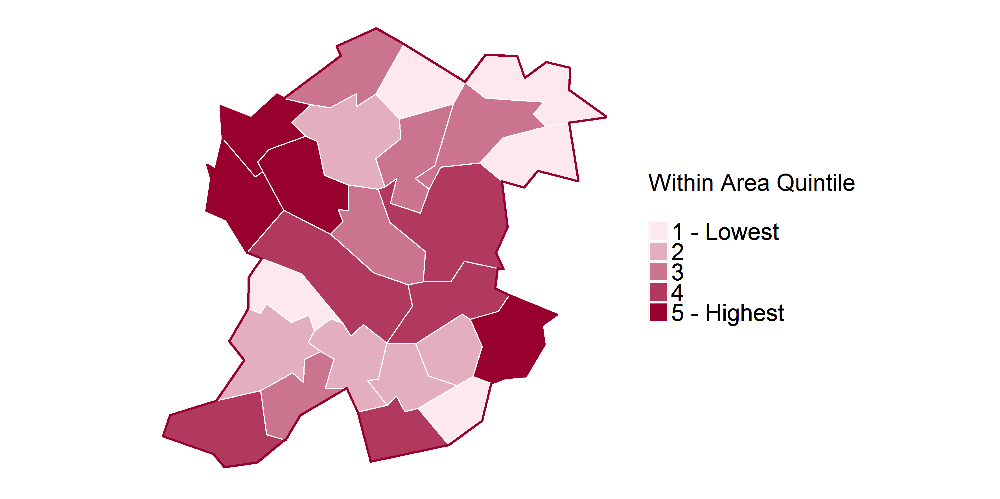 Within Area Quintile
1 - Lowest
2
3
4
5 - Highest